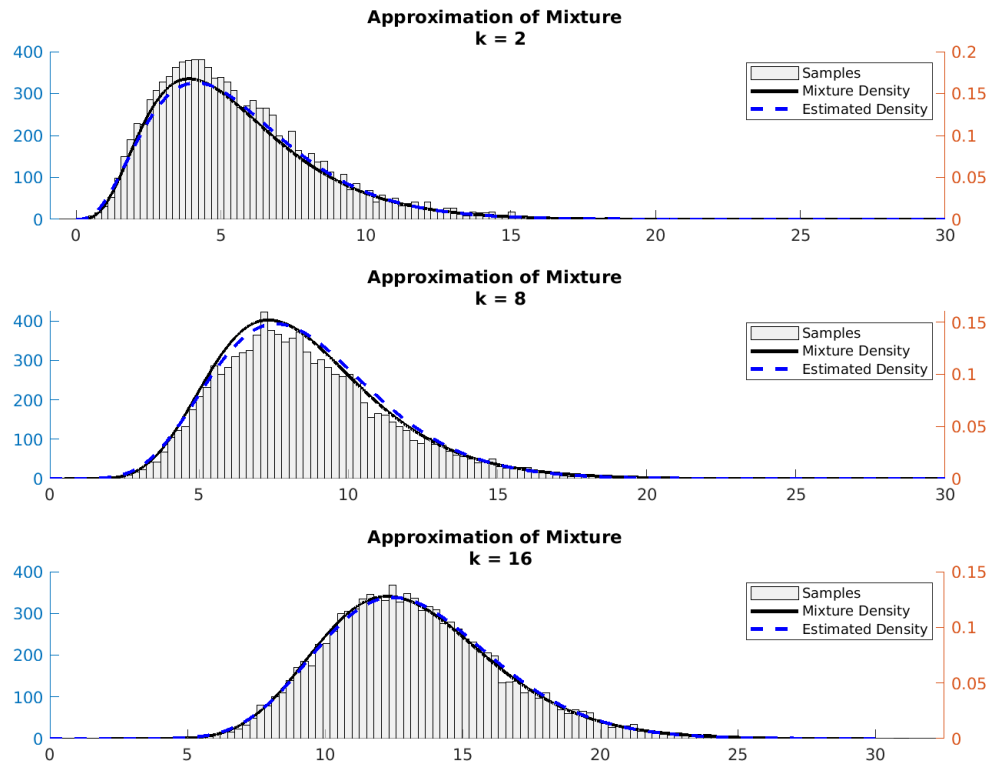 Approximation of Mixture
k = 2
400
300
200
100
0
0.2
0.15
0.1
0.05
0
Samples
Mixture Density
Estimated Density
0 5 10 15 20 25 30
Approximation of Mixture
k = 8
400
300
200
100
0
0.15
0.1
0.05
0
Samples
Mixture Density
Estimated Density
0 5 10 15 20 25 30
Approximation of Mixture
k = 16
400
300
200
100
0
0.15
0.1
0.05
0
Samples
Mixture Density
Estimated Density
0 5 10 15 20 25 30